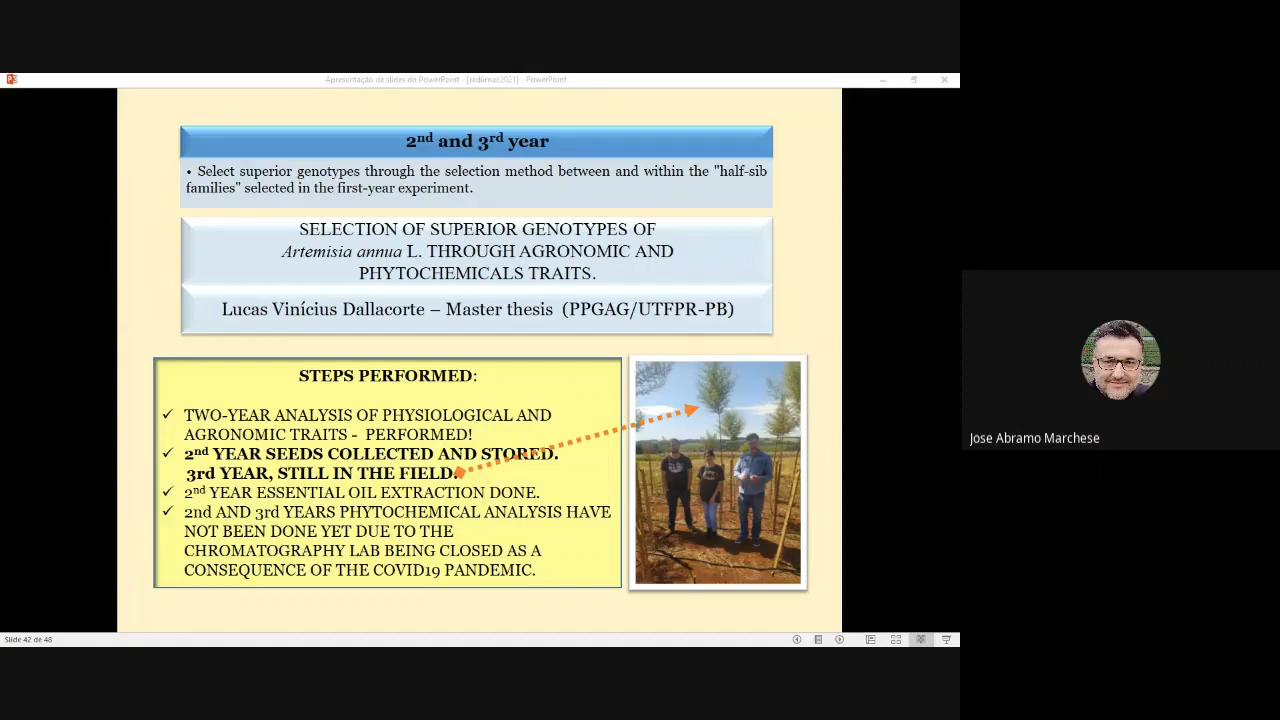 Apresentação de slides do PowerPoint - [rediimac2021] - PowerPoint
2nd and 3rd year
• Select superior genotypes through the selection method between and within the "half-sib
families" selected in the first-year experiment.
SELECTION OF SUPERIOR GENOTYPES OF
Artemisia annua L. THROUGH AGRONOMIC AND
PHYTOCHEMICALS TRAITS.
Lucas Vinícius Dallacorte – Master thesis (PPGAG/UTFPR-PB)
STEPS PERFORMED:
✓ TWO-YEAR ANALYSIS OF PHYSIOLOGICAL AND
AGRONOMIC TRAITS - PERFORMED!
✓ 2nd YEAR SEEDS COLLECTED AND STORED.
3rd YEAR, STILL IN THE FIELD.
✓ 2nd YEAR ESSENTIAL OIL EXTRACTION DONE.
✓ 2nd AND 3rd YEARS PHYTOCHEMICAL ANALYSIS HAVE
NOT BEEN DONE YET DUE TO THE
CHROMATOGRAPHY LAB BEING CLOSED AS A
CONSEQUENCE OF THE COVID19 PANDEMIC.
Jose Abramo Marchese
Slide 42 de 48